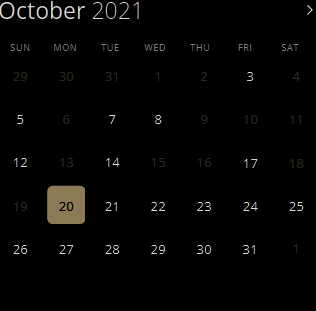 October 2021
SUN MON TUE WED THU FRI SAT
29 30 31 1 2 3 4
5 6 7 8 9 10 11
12 13 14 15 16 17 18
19 20 21 22 23 24 25
26 27 28 29 30 31 1